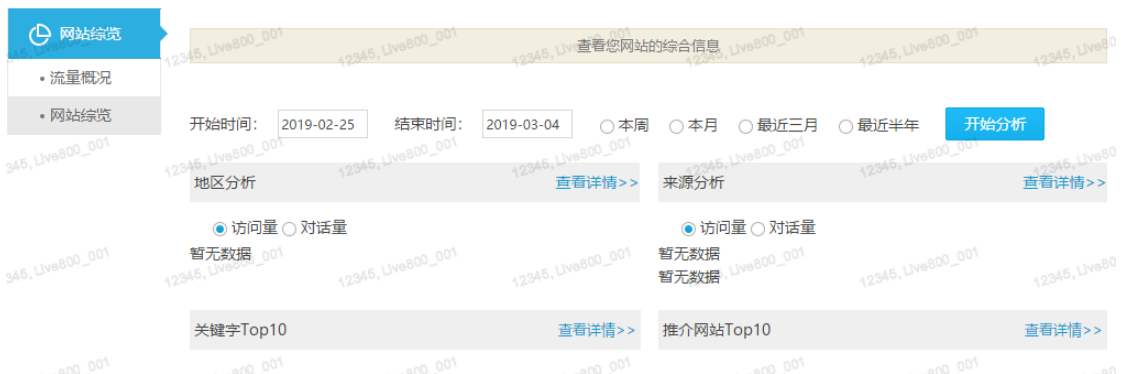 网站综览
流量概况
网站综览
查看您网站的综合信息
开始时间： 2019-02-25 结束时间： 2019-03-04 本周 本月 最近三月 最近半年 开始分析
地区分析 查看详情>>
访问量 对话量
暂无数据
来源分析 查看详情>>
访问量 对话量
暂无数据
暂无数据
关键字Top10 查看详情>>
推介网站Top10 查看详情>>
12345, Live800_001